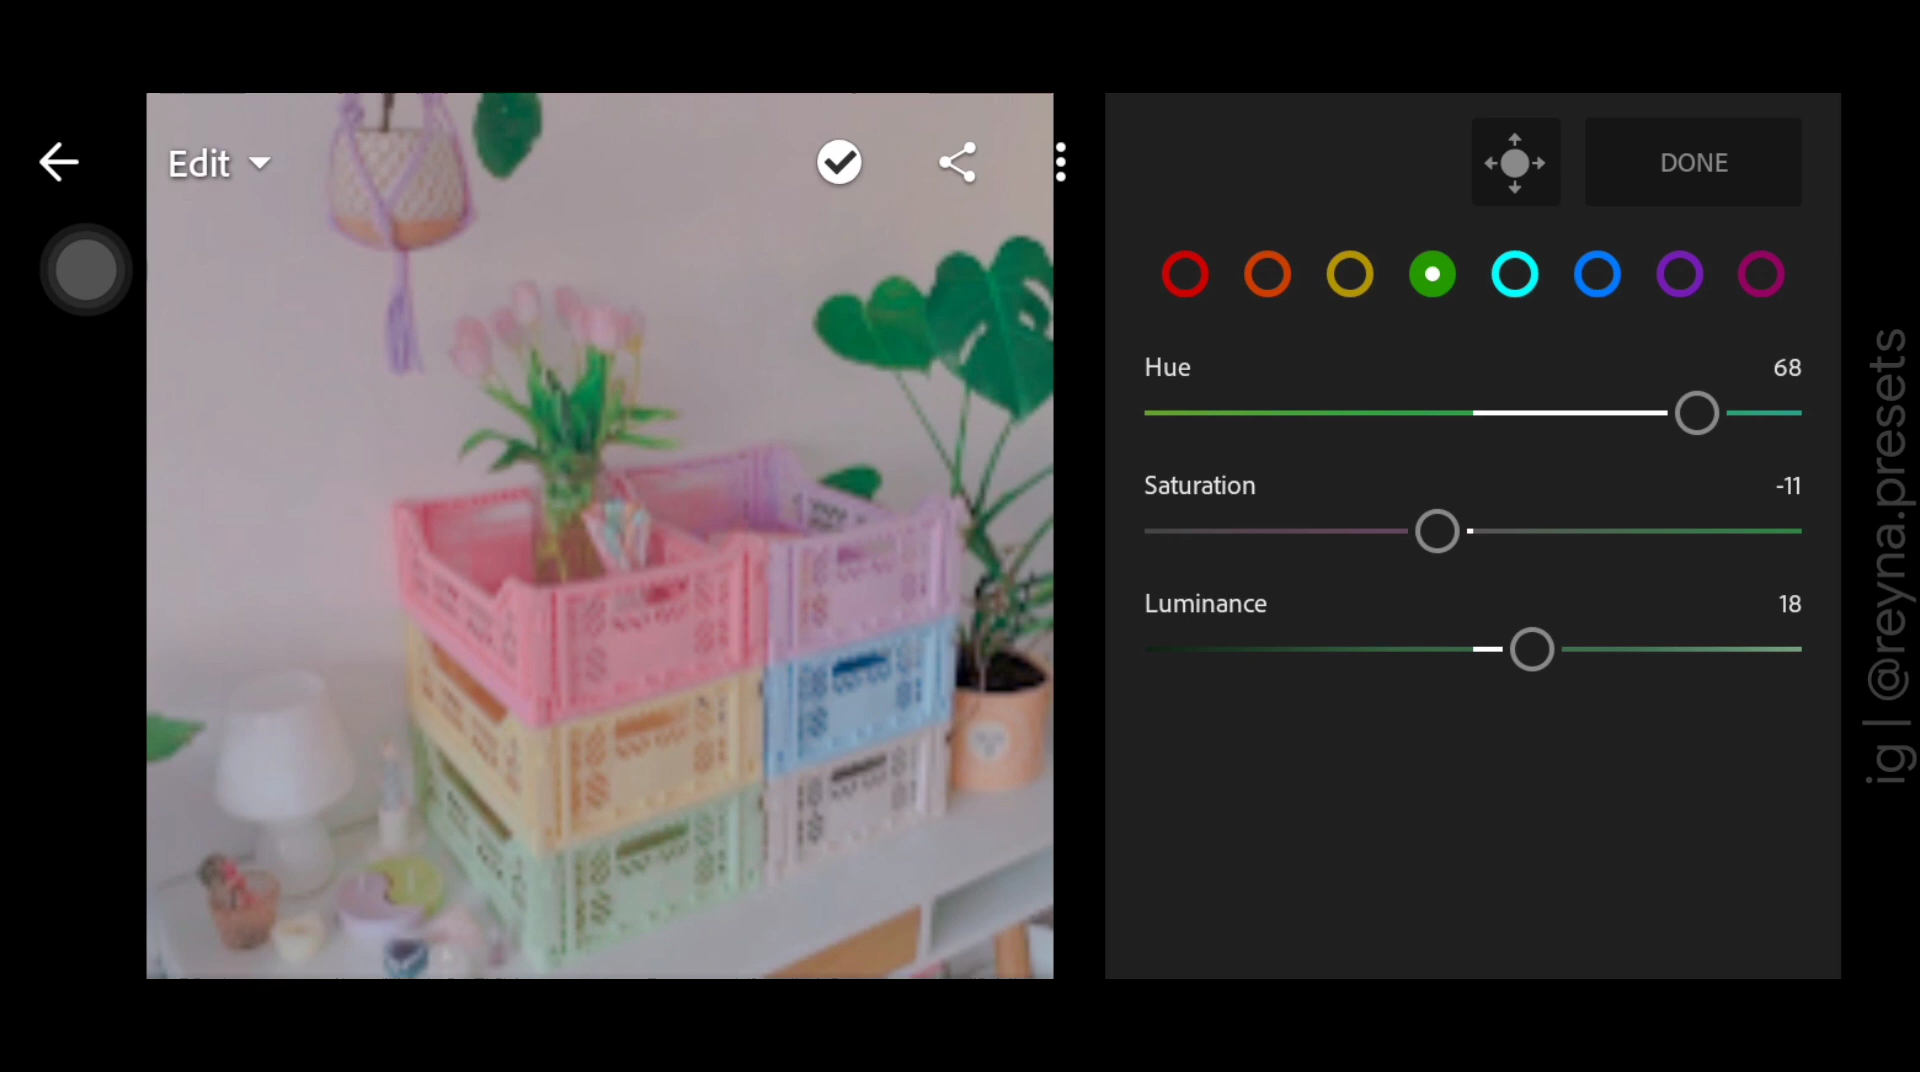 Edit
DONE
Hue 68
Saturation -11
Luminance 18
ig | @reyna.presets